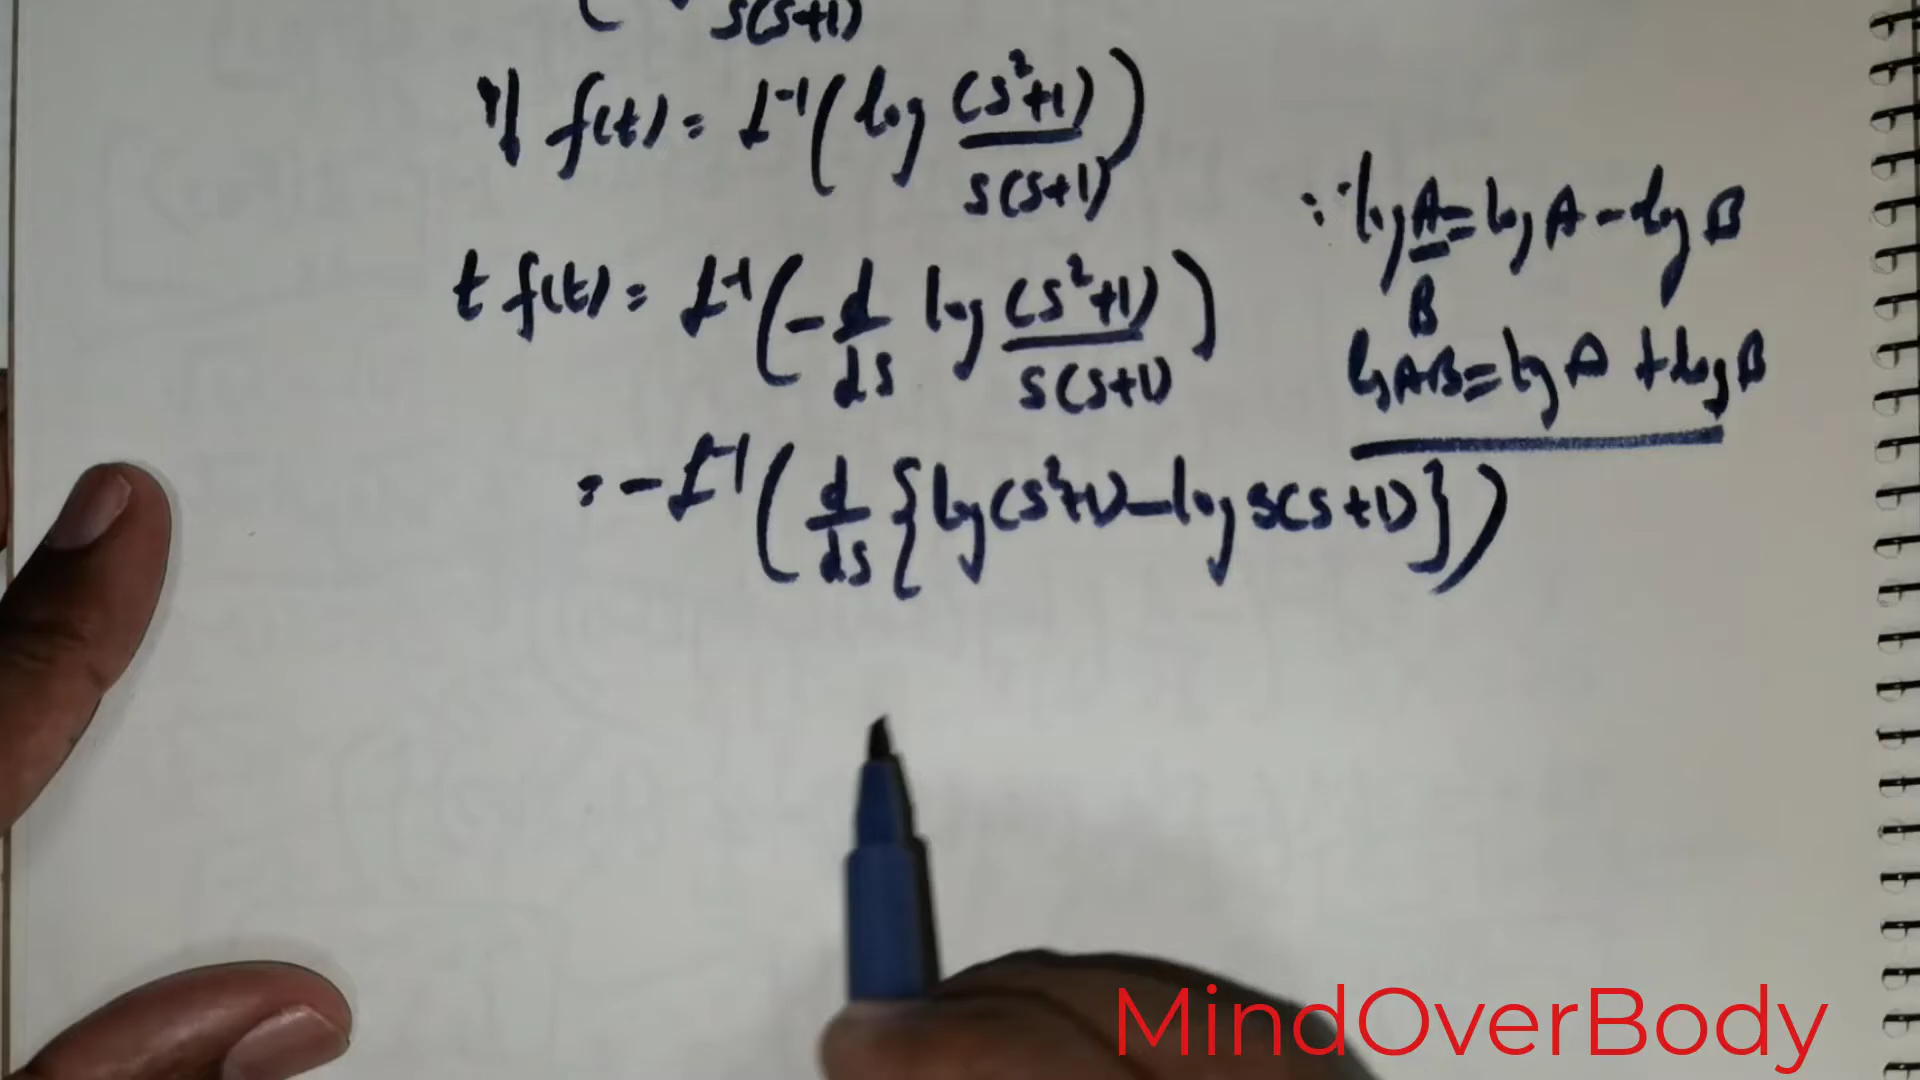 s(s+1)
If f(t) = L⁻¹(log (s²+1)/s(s+1))
t f(t) = L⁻¹(-d/ds log (s²+1)/s(s+1))
∵ log A/B = log A - log B
log AB = log A + log B
= -L⁻¹(d/ds {log(s²+1) - log s(s+1)})
MindOverBody